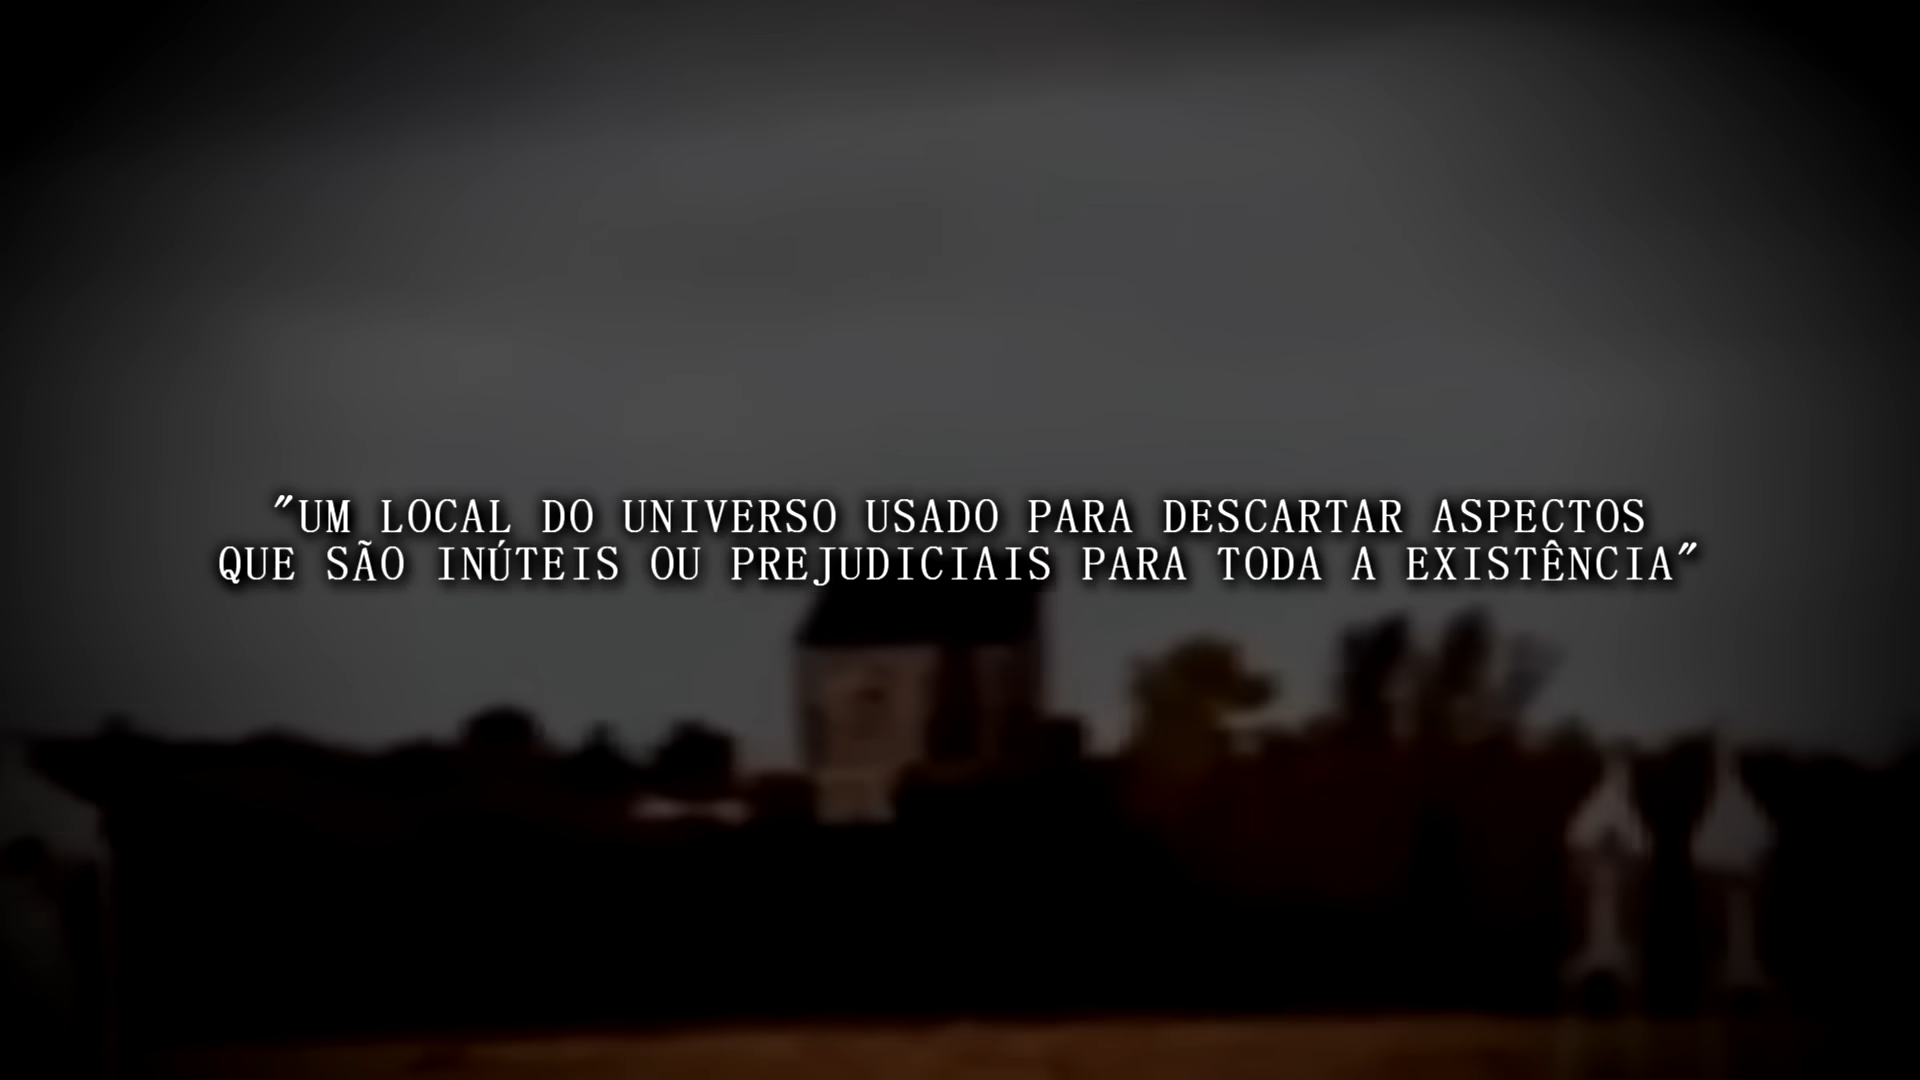 "UM LOCAL DO UNIVERSO USADO PARA DESCARTAR ASPECTOS
QUE SÃO INÚTEIS OU PREJUDICIAIS PARA TODA A EXISTÊNCIA"